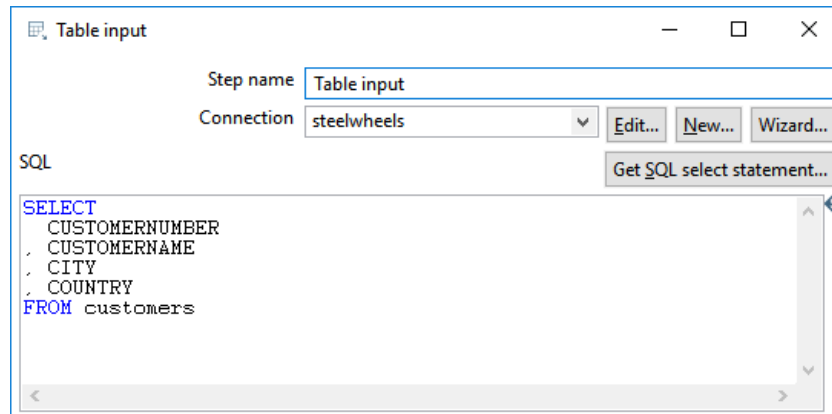 Table input
Step name Table input
Connection steelwheels Edit... New... Wizard...
SQL Get SQL select statement...
SELECT
CUSTOMERNUMBER
, CUSTOMERNAME
, CITY
, COUNTRY
FROM customers